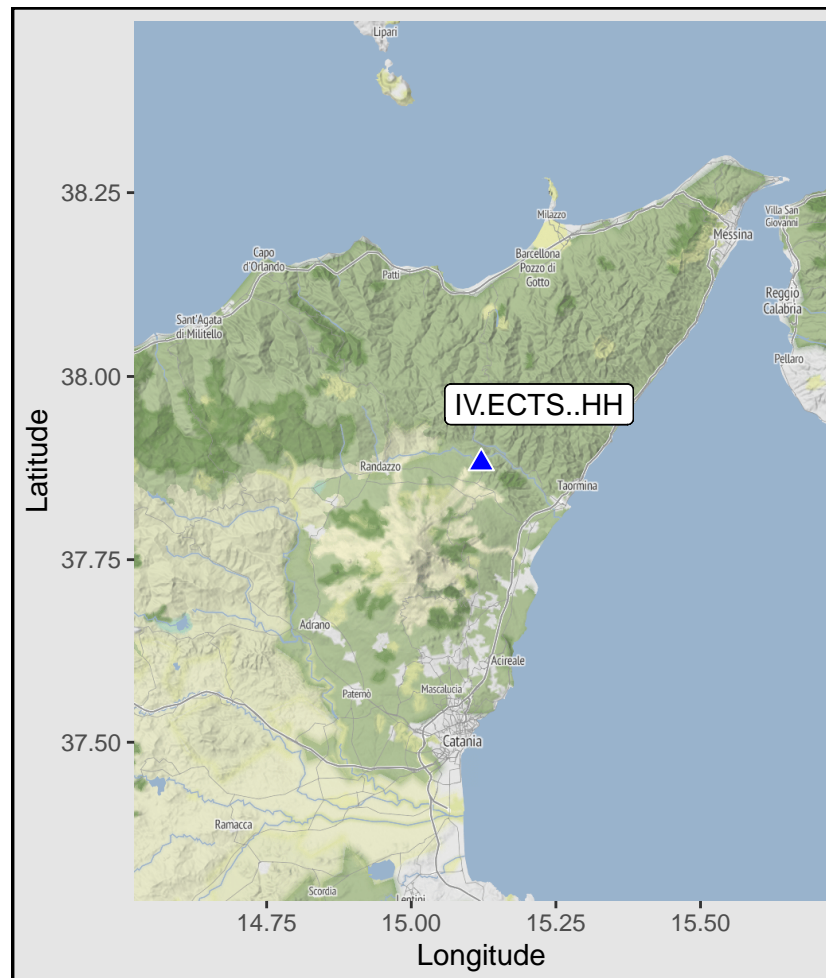 Lipari
38.25
Milazzo
Villa San
Giovanni
Messina
Capo
d'Orlando
Barcellona
Pozzo di
Gotto
Patti
Reggio
Calabria
Sant'Agata
di Militello
Pellaro
38.00
IV.ECTS..HH
Randazzo
Taormina
Latitude
37.75
Adrano
Acireale
Paternò
Mascalucia
37.50
Catania
Ramacca
Scordia
Lentini
14.75
15.00
15.25
15.50
Longitude